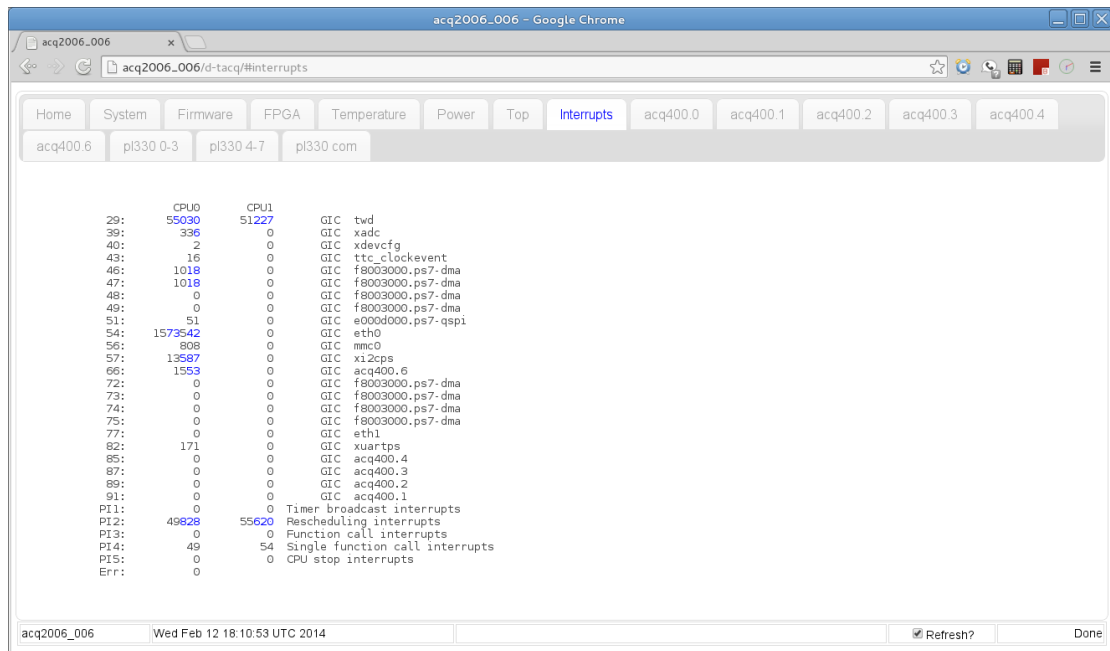 acq2006_006 - Google Chrome
acq2006_006
acq2006_006/d-tacq/#interrupts
Home System Firmware FPGA Temperature Power Top Interrupts acq400.0 acq400.1 acq400.2 acq400.3 acq400.4
acq400.6 pl330 0-3 pl330 4-7 pl330 com
CPU0 CPU1
29: 55030 51227 GIC twd
39: 336 0 GIC xadc
40: 2 0 GIC xdevcfg
43: 16 0 GIC ttc_clockevent
46: 1018 0 GIC f8003000.ps7-dma
47: 1018 0 GIC f8003000.ps7-dma
48: 0 0 GIC f8003000.ps7-dma
49: 0 0 GIC f8003000.ps7-dma
51: 51 0 GIC e000d000.ps7-qspi
54: 1573542 0 GIC eth0
56: 808 0 GIC mmc0
57: 13587 0 GIC xi2cps
66: 1553 0 GIC acq400.6
72: 0 0 GIC f8003000.ps7-dma
73: 0 0 GIC f8003000.ps7-dma
74: 0 0 GIC f8003000.ps7-dma
75: 0 0 GIC f8003000.ps7-dma
77: 0 0 GIC eth1
82: 171 0 GIC xuartps
85: 0 0 GIC acq400.4
87: 0 0 GIC acq400.3
89: 0 0 GIC acq400.2
91: 0 0 GIC acq400.1
PI1: 0 0 Timer broadcast interrupts
PI2: 49828 55620 Rescheduling interrupts
PI3: 0 0 Function call interrupts
PI4: 49 54 Single function call interrupts
PI5: 0 0 CPU stop interrupts
Err: 0
acq2006_006 Wed Feb 12 18:10:53 UTC 2014 Refresh? Done